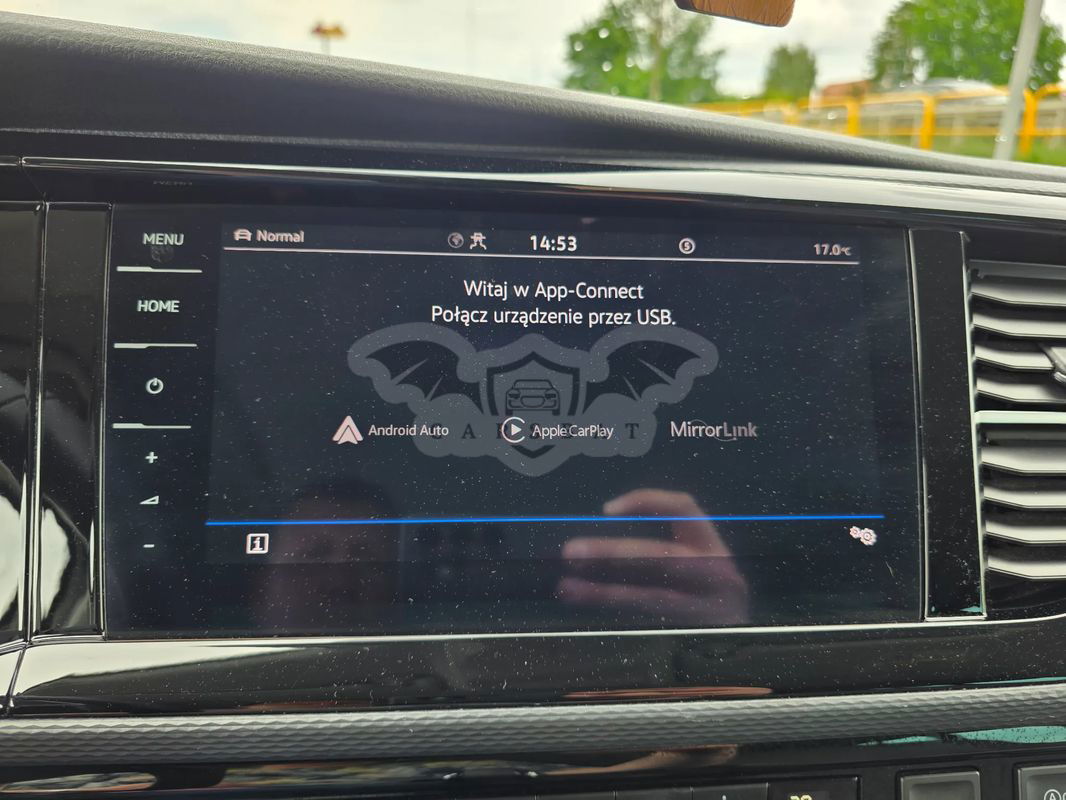 MENU
HOME
Normal
14:53
S
17.0°C
Witaj w App-Connect
Połącz urządzenie przez USB.
Android Auto
Apple CarPlay
MirrorLink